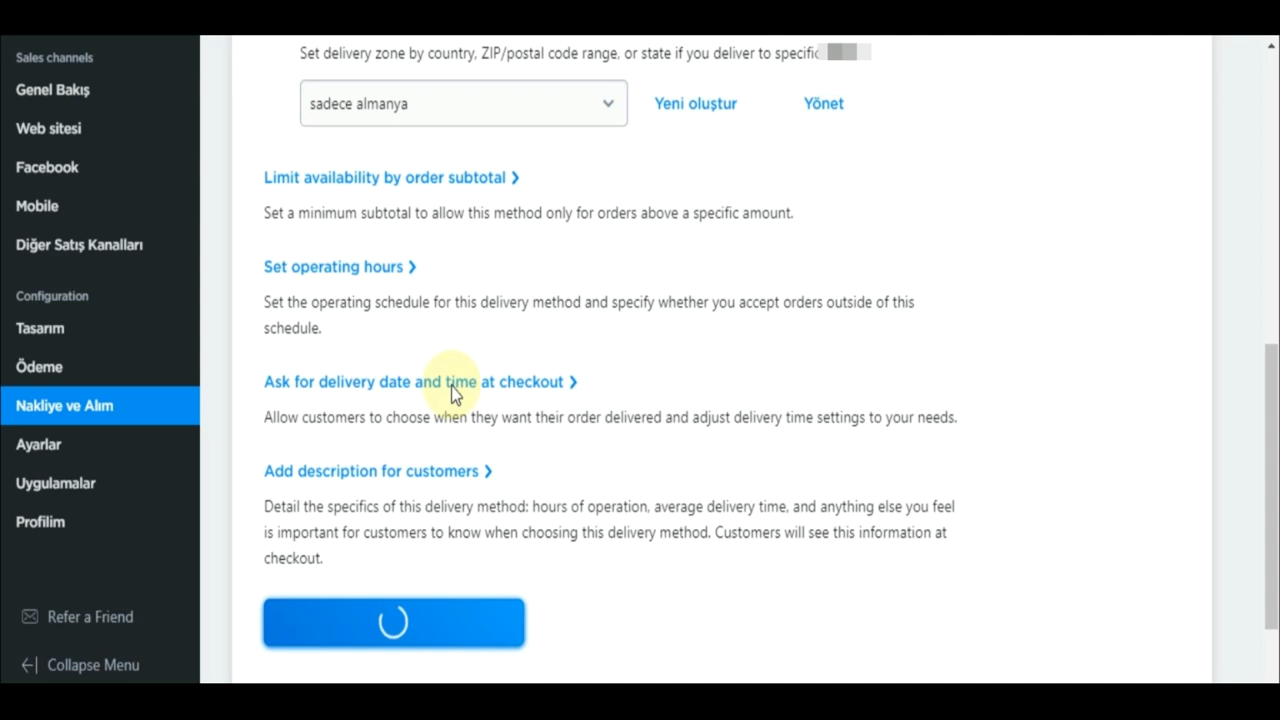 Sales channels
Genel Bakış
Web sitesi
Facebook
Mobile
Diğer Satış Kanalları
Configuration
Tasarım
Ödeme
Nakliye ve Alım
Ayarlar
Uygulamalar
Profilim
Refer a Friend
Collapse Menu
Set delivery zone by country, ZIP/postal code range, or state if you deliver to specific
sadece almanya
Yeni oluştur
Yönet
Limit availability by order subtotal
Set a minimum subtotal to allow this method only for orders above a specific amount.
Set operating hours
Set the operating schedule for this delivery method and specify whether you accept orders outside of this
schedule.
Ask for delivery date and time at checkout
Allow customers to choose when they want their order delivered and adjust delivery time settings to your needs.
Add description for customers
Detail the specifics of this delivery method: hours of operation, average delivery time, and anything else you feel
is important for customers to know when choosing this delivery method. Customers will see this information at
checkout.